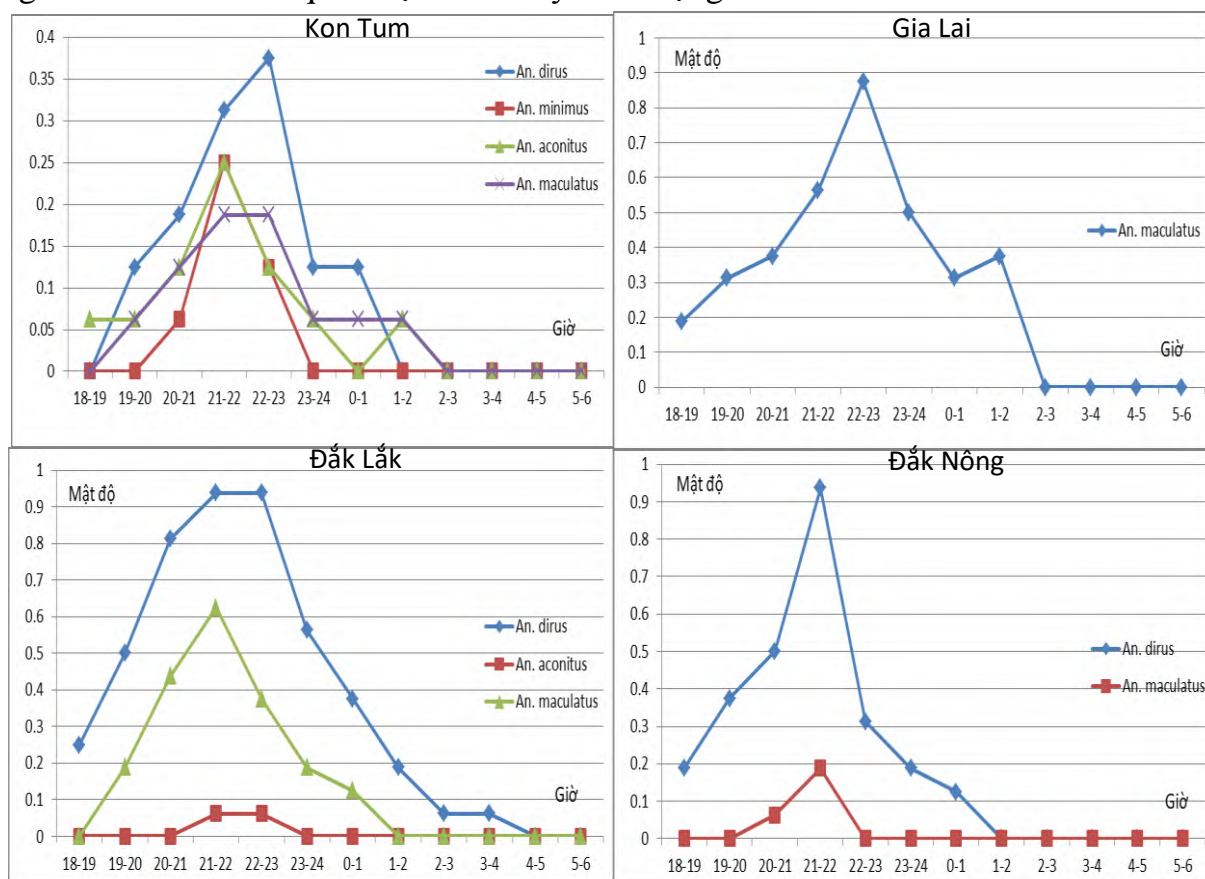 Kon Tum
0.4
0.35
0.3
0.25
0.2
0.15
0.1
0.05
0
An. dirus
An. minimus
An. aconitus
An. maculatus
Giờ
18-19 19-20 20-21 21-22 22-23 23-24 0-1 1-2 2-3 3-4 4-5 5-6
Gia Lai
Mật độ
1
0.9
0.8
0.7
0.6
0.5
0.4
0.3
0.2
0.1
0
An. maculatus
Giờ
18-19 19-20 20-21 21-22 22-23 23-24 0-1 1-2 2-3 3-4 4-5 5-6
Đắk Lắk
Mật độ
1
0.9
0.8
0.7
0.6
0.5
0.4
0.3
0.2
0.1
0
An. dirus
An. aconitus
An. maculatus
Giờ
18-19 19-20 20-21 21-22 22-23 23-24 0-1 1-2 2-3 3-4 4-5 5-6
Đắk Nông
Mật độ
1
0.9
0.8
0.7
0.6
0.5
0.4
0.3
0.2
0.1
0
An. dirus
An. maculatus
Giờ
18-19 19-20 20-21 21-22 22-23 23-24 0-1 1-2 2-3 3-4 4-5 5-6